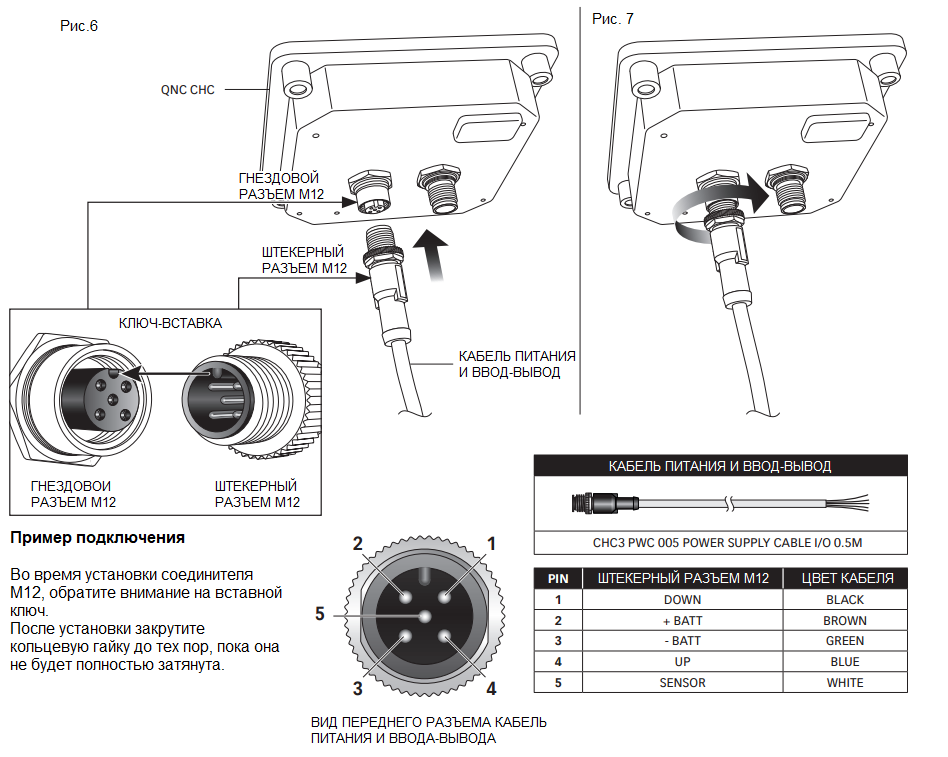 Рис.6
Рис. 7
QNC CHC
ГНЕЗДОВОЙ
РАЗЪЕМ M12
ШТЕКЕРНЫЙ
РАЗЪЕМ M12
КЛЮЧ-ВСТАВКА
КАБЕЛЬ ПИТАНИЯ
И ВВОД-ВЫВОД
ГНЕЗДОВОИ
РАЗЪЕМ M12
ШТЕКЕРНЫЙ
РАЗЪЕМ M12
КАБЕЛЬ ПИТАНИЯ И ВВОД-ВЫВОД
CHC3 PWC 005 POWER SUPPLY CABLE I/O 0.5M
Пример подключения
Во время установки соединителя
M12, обратите внимание на вставной
ключ.
После установки закрутите
кольцевую гайку до тех пор, пока она
не будет полностью затянута.
2 1
5
3 4
ВИД ПЕРЕДНЕГО РАЗЪЕМА КАБЕЛЬ
ПИТАНИЯ И ВВОДА-ВЫВОДА
PIN ШТЕКЕРНЫЙ РАЗЪЕМ M12 ЦВЕТ КАБЕЛЯ
1 DOWN BLACK
2 + BATT BROWN
3 - BATT GREEN
4 UP BLUE
5 SENSOR WHITE